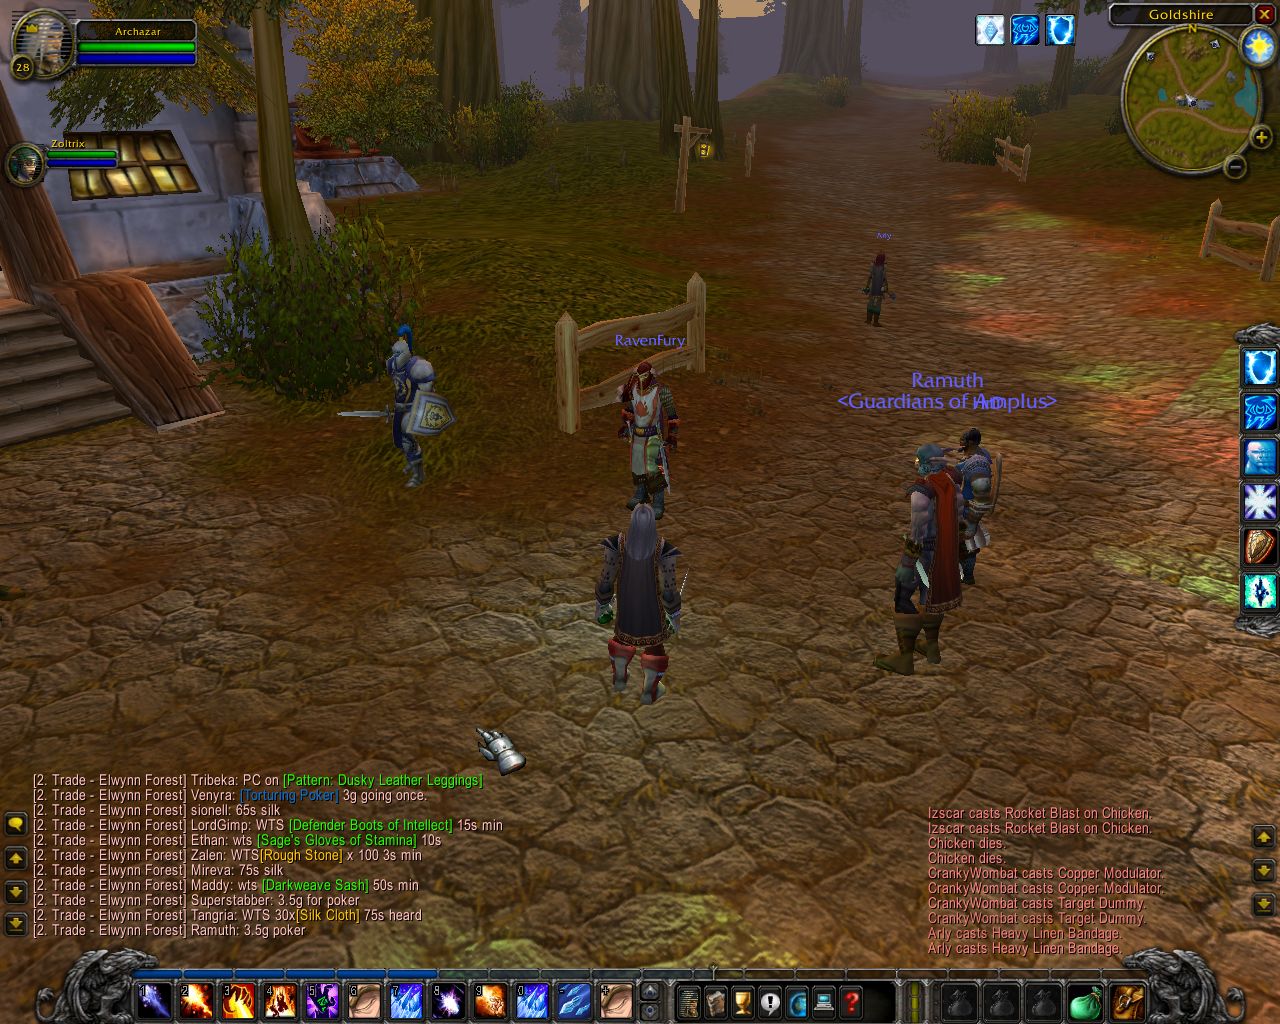 Archazar
28
Goldshire
N
Zoltrix
Arly
RavenFury
Ramuth
<Guardians of Amplus>
[2. Trade - Elwynn Forest] Tribeka: PC on [Pattern: Dusky Leather Leggings]
[2. Trade - Elwynn Forest] Venyra: [Torturing Poker] 3g going once.
[2. Trade - Elwynn Forest] sionell: 65s silk
[2. Trade - Elwynn Forest] LordGimp: WTS [Defender Boots of Intellect] 15s min
[2. Trade - Elwynn Forest] Ethan: wts [Sage's Gloves of Stamina] 10s
[2. Trade - Elwynn Forest] Zalen: WTS[Rough Stone] x 100 3s min
[2. Trade - Elwynn Forest] Mireva: 75s silk
[2. Trade - Elwynn Forest] Maddy: wts [Darkweave Sash] 50s min
[2. Trade - Elwynn Forest] Superstabber: 3.5g for poker
[2. Trade - Elwynn Forest] Tangria: WTS 30x[Silk Cloth] 75s heard
[2. Trade - Elwynn Forest] Ramuth: 3.5g poker
Izscar casts Rocket Blast on Chicken.
Izscar casts Rocket Blast on Chicken.
Chicken dies.
Chicken dies.
CrankyWombat casts Copper Modulator.
CrankyWombat casts Copper Modulator.
CrankyWombat casts Target Dummy.
CrankyWombat casts Target Dummy.
Arly casts Heavy Linen Bandage.
Arly casts Heavy Linen Bandage.
1 2 3 4 5 6 7 8 9 0 - +